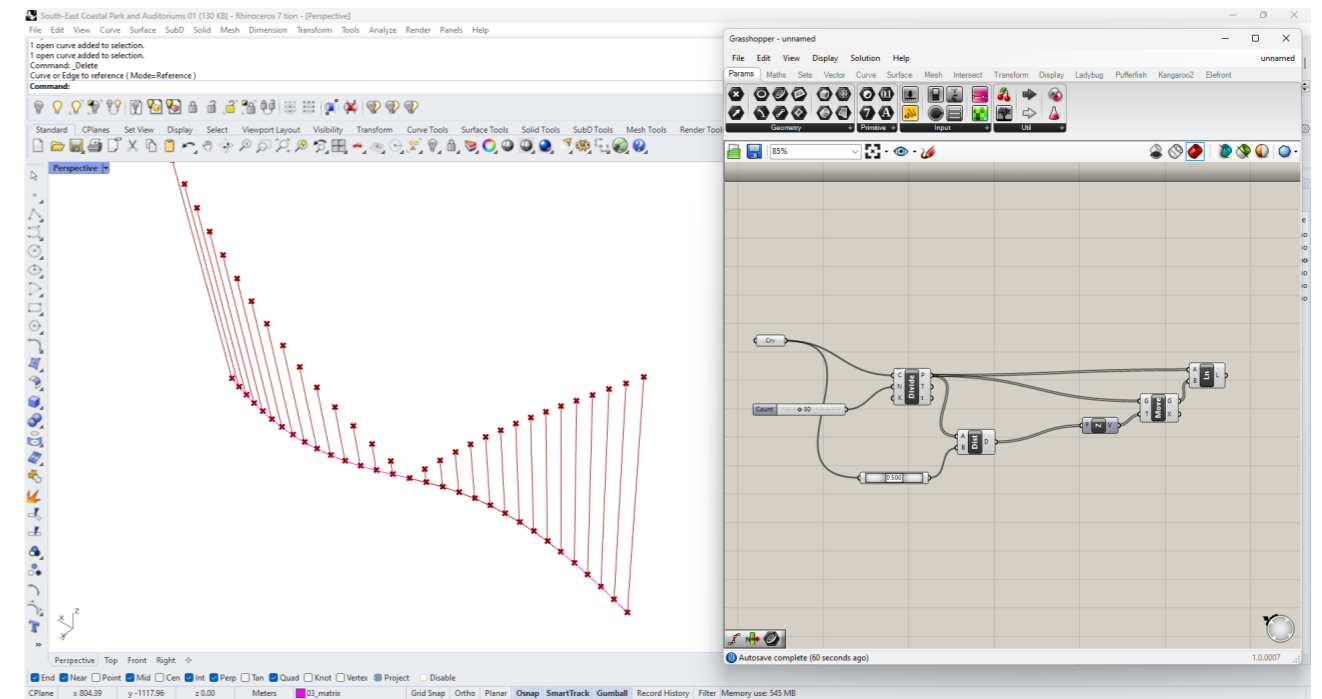 South-East Coastal Park and Auditoriums 01 (130 KB) - Rhinoceros 7 tion - [Perspective]
File Edit View Curve Surface SubD Solid Mesh Dimension Transform Tools Analyze Render Panels Help
1 open curve added to selection.
1 open curve added to selection.
Command: _Delete
Curve or Edge to reference ( Mode=Reference )
Command:
Standard CPlanes Set View Display Select Viewport Layout Visibility Transform Curve Tools Surface Tools Solid Tools SubD Tools Mesh Tools Render Tool
Perspective
x
y
z
Perspective Top Front Right
End Near Point Mid Cen Int Perp Tan Quad Knot Vertex Project Disable
CPlane x 804.39 y -1117.96 z 0.00 Meters 03_matrix Grid Snap Ortho Planar Osnap SmartTrack Gumball Record History Filter Memory use: 545 MB
Grasshopper - unnamed
File Edit View Display Solution Help unnamed
Params Maths Sets Vector Curve Surface Mesh Intersect Transform Display Ladybug Pufferfish Kangaroo2 Elefront
Geometry Primitive Input Util
85%
Crv
C N K Divide P T t
Count 30
A B Dist D
0.500
F Z V
G T Move G X
A B Ln L
Autosave complete (60 seconds ago) 1.0.0007